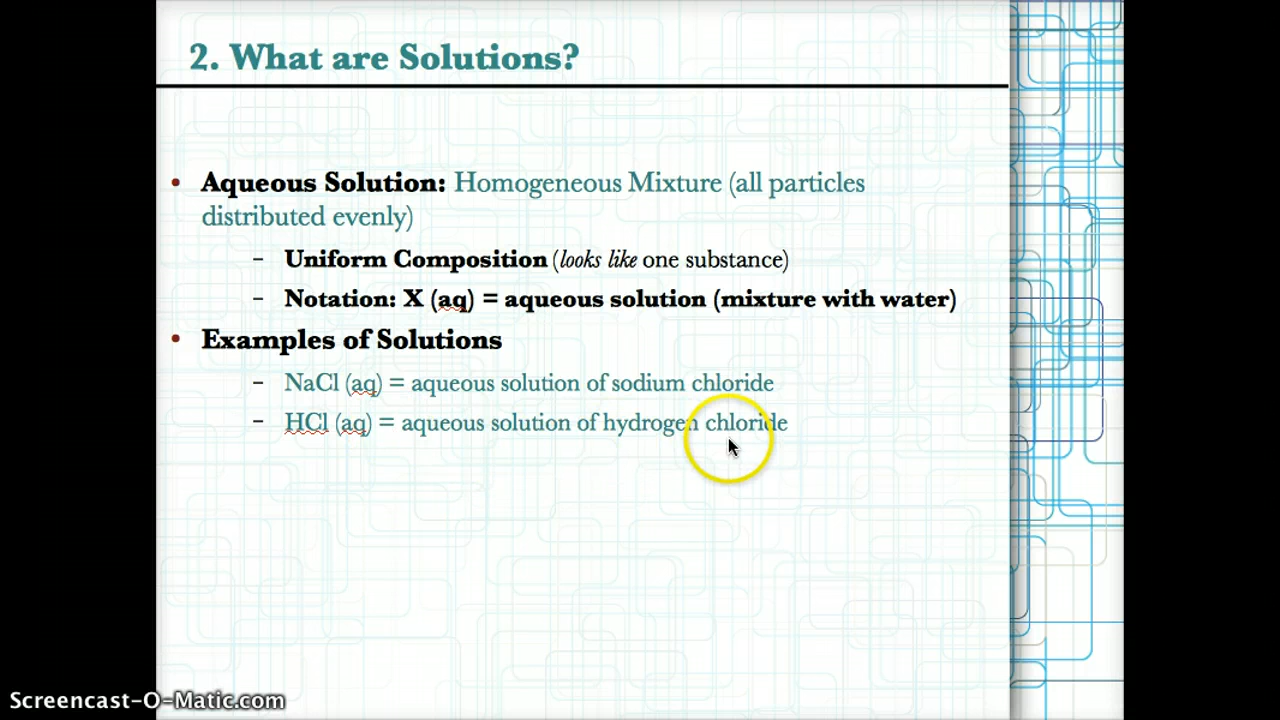 2. What are Solutions?
• Aqueous Solution: Homogeneous Mixture (all particles
distributed evenly)
– Uniform Composition (looks like one substance)
– Notation: X (aq) = aqueous solution (mixture with water)
• Examples of Solutions
– NaCl (aq) = aqueous solution of sodium chloride
– HCl (aq) = aqueous solution of hydrogen chloride
Screencast-O-Matic.com